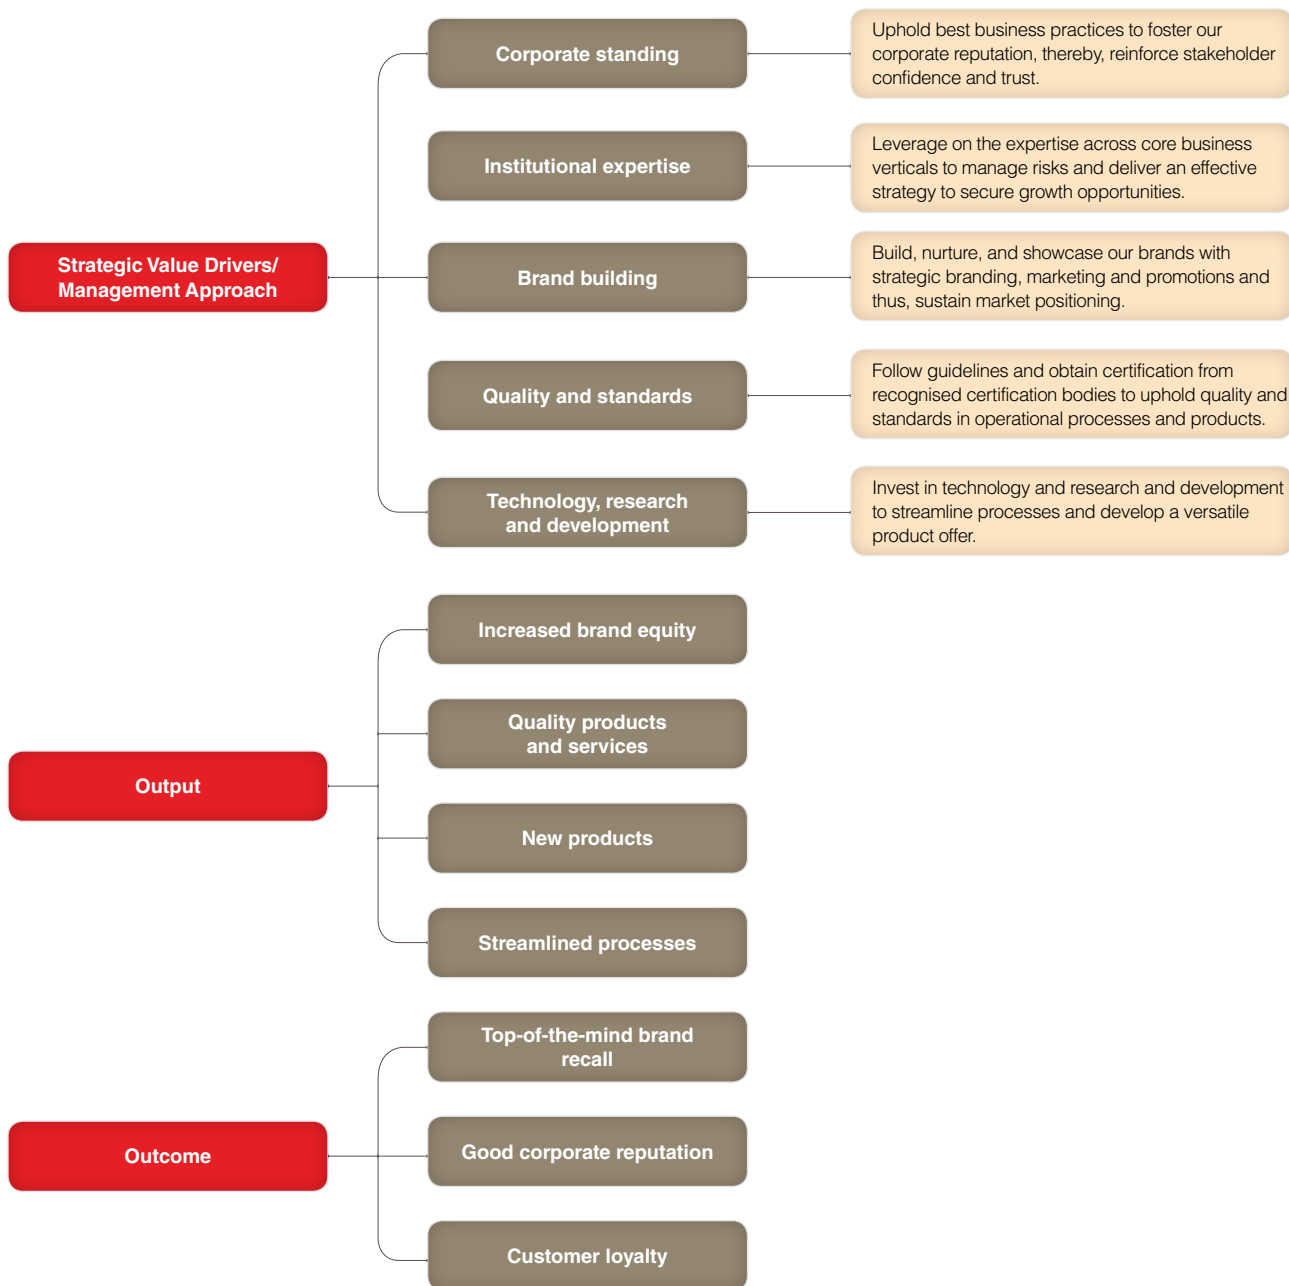 Strategic Value Drivers/
Management Approach
Corporate standing
Uphold best business practices to foster our
corporate reputation, thereby, reinforce stakeholder
confidence and trust.
Institutional expertise
Leverage on the expertise across core business
verticals to manage risks and deliver an effective
strategy to secure growth opportunities.
Brand building
Build, nurture, and showcase our brands with
strategic branding, marketing and promotions and
thus, sustain market positioning.
Quality and standards
Follow guidelines and obtain certification from
recognised certification bodies to uphold quality and
standards in operational processes and products.
Technology, research
and development
Invest in technology and research and development
to streamline processes and develop a versatile
product offer.
Output
Increased brand equity
Quality products
and services
New products
Streamlined processes
Outcome
Top-of-the-mind brand
recall
Good corporate reputation
Customer loyalty